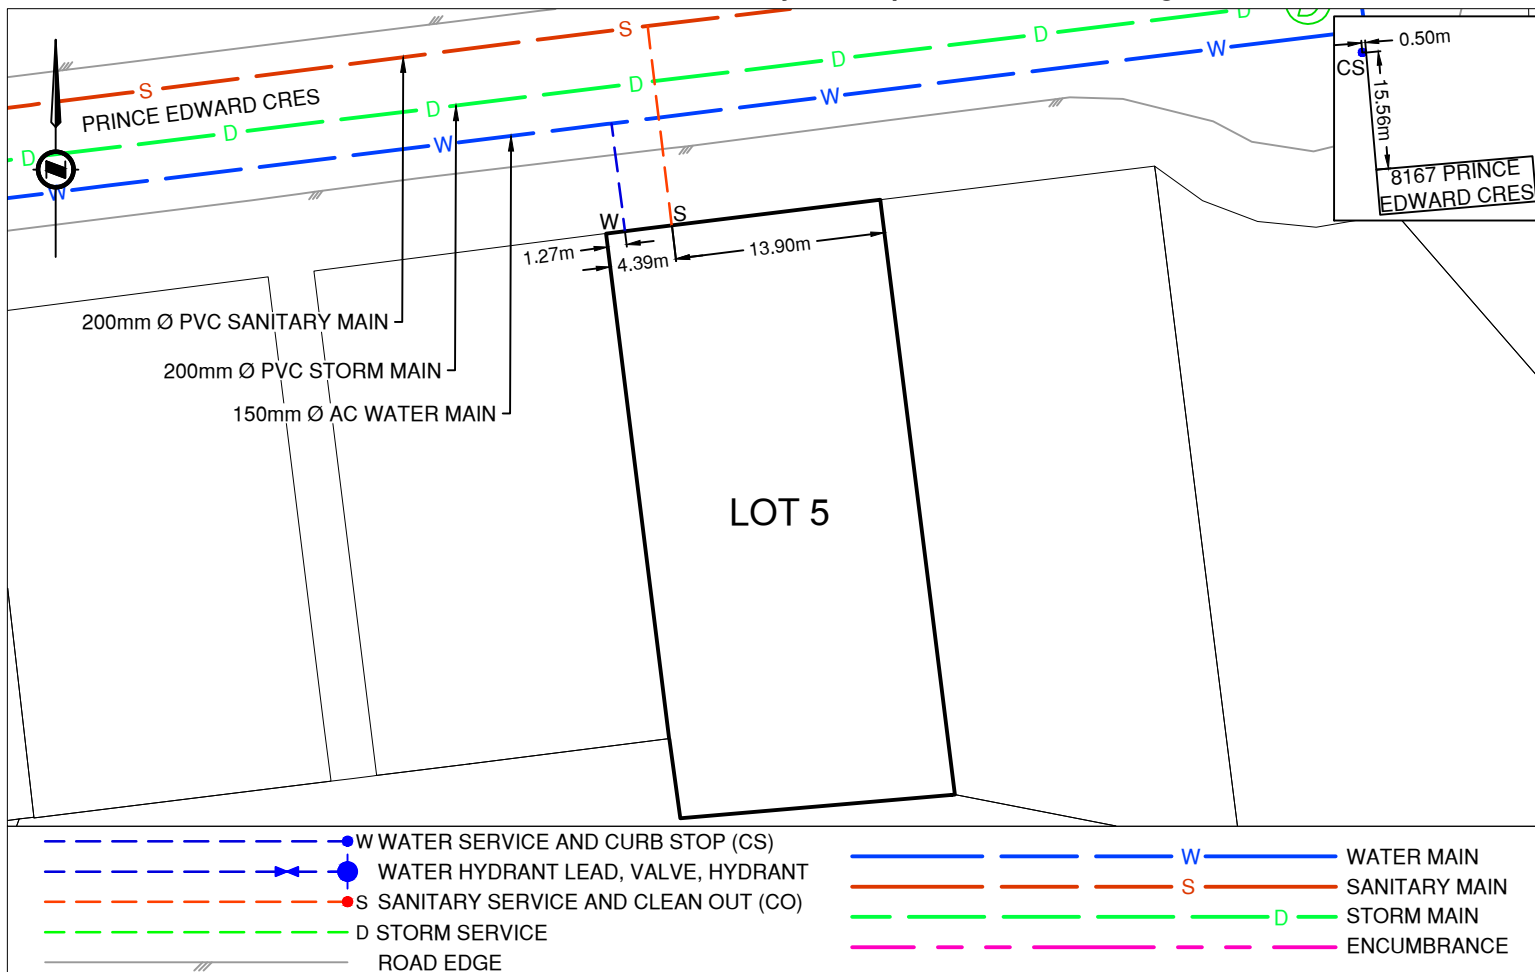 S
D
0.50m
CS
15.56m
8167 PRINCE
EDWARD CRES
W
D
D
W
S
PRINCE EDWARD CRES
D
D
D
W
W
W S
1.27m
4.39m
13.90m
200mm Ø PVC SANITARY MAIN
200mm Ø PVC STORM MAIN
150mm Ø AC WATER MAIN
LOT 5
W WATER SERVICE AND CURB STOP (CS)
WATER HYDRANT LEAD, VALVE, HYDRANT
S SANITARY SERVICE AND CLEAN OUT (CO)
D STORM SERVICE
ROAD EDGE
W WATER MAIN
S SANITARY MAIN
D STORM MAIN
ENCUMBRANCE